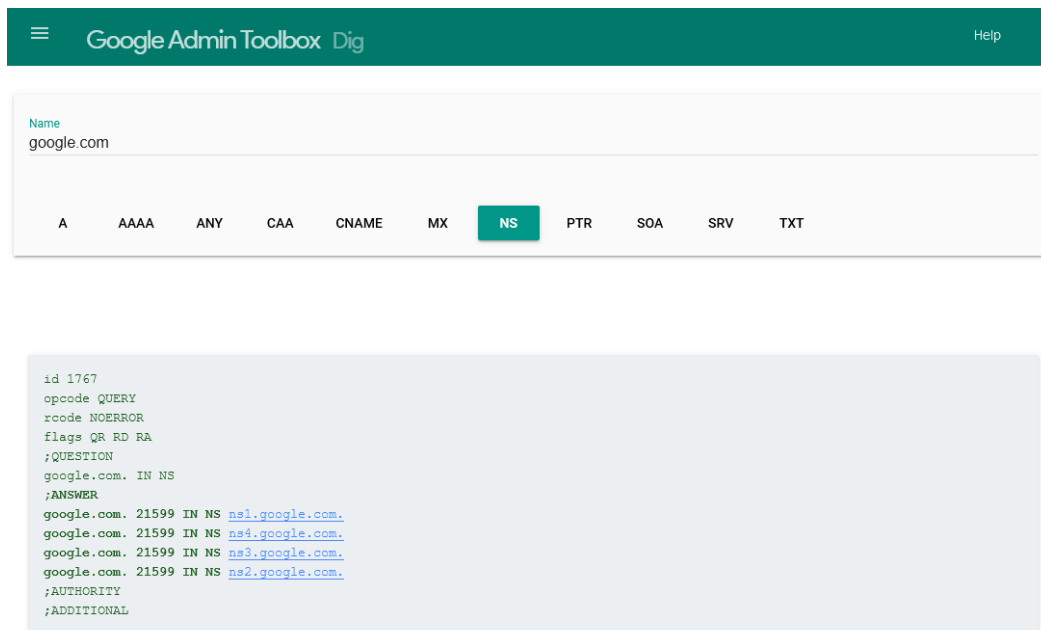 Google Admin Toolbox Dig
Help
Name
google.com
A AAAA ANY CAA CNAME MX NS PTR SOA SRV TXT
id 1767
opcode QUERY
rcode NOERROR
flags QR RD RA
;QUESTION
google.com. IN NS
;ANSWER
google.com. 21599 IN NS ns1.google.com.
google.com. 21599 IN NS ns4.google.com.
google.com. 21599 IN NS ns3.google.com.
google.com. 21599 IN NS ns2.google.com.
;AUTHORITY
;ADDITIONAL